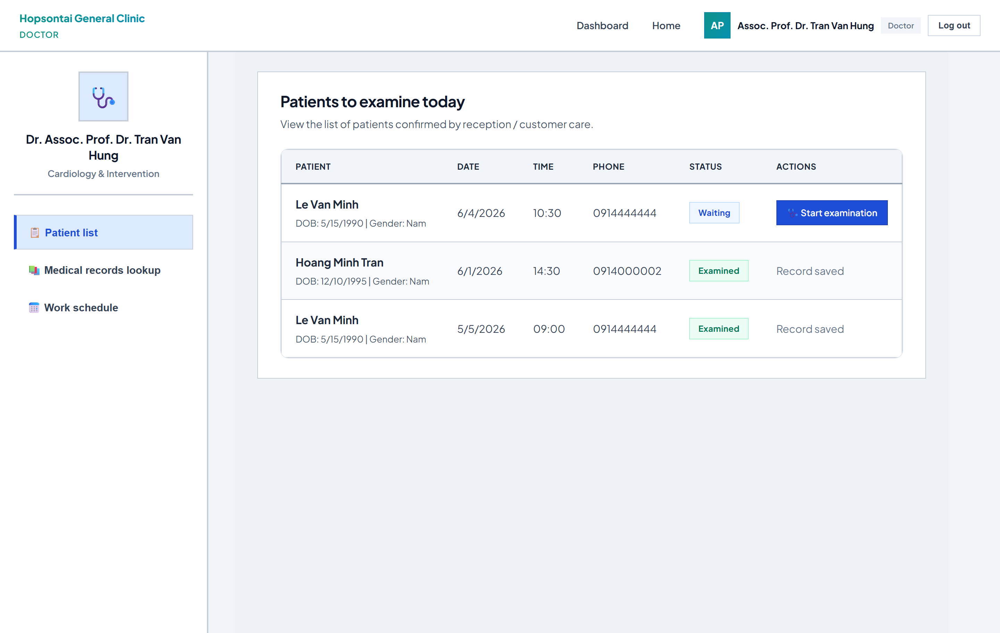 Hopsontai General Clinic
DOCTOR
Dashboard
Home
AP
Assoc. Prof. Dr. Tran Van Hung
Doctor
Log out
Dr. Assoc. Prof. Dr. Tran Van
Hung
Cardiology & Intervention
Patient list
Medical records lookup
Work schedule
Patients to examine today
View the list of patients confirmed by reception / customer care.
PATIENT DATE TIME PHONE STATUS ACTIONS
Le Van Minh
DOB: 5/15/1990 | Gender: Nam
6/4/2026 10:30 0914444444 Waiting Start examination
Hoang Minh Tran
DOB: 12/10/1995 | Gender: Nam
6/1/2026 14:30 0914000002 Examined Record saved
Le Van Minh
DOB: 5/15/1990 | Gender: Nam
5/5/2026 09:00 0914444444 Examined Record saved